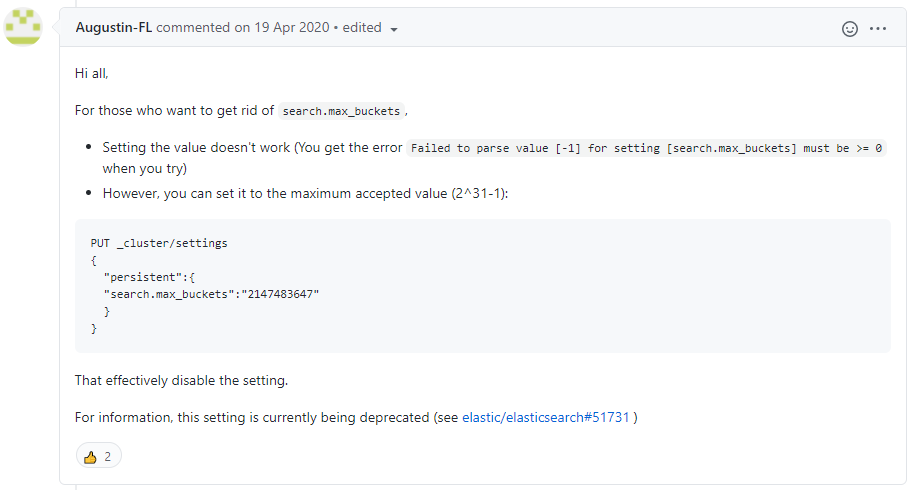 Augustin-FL commented on 19 Apr 2020 • edited
Hi all,
For those who want to get rid of search.max_buckets,
• Setting the value doesn't work (You get the error Failed to parse value [-1] for setting [search.max_buckets] must be >= 0
when you try)
• However, you can set it to the maximum accepted value (2^31-1):
PUT _cluster/settings
{
  "persistent":{
  "search.max_buckets":"2147483647"
  }
}
That effectively disable the setting.
For information, this setting is currently being deprecated (see elastic/elasticsearch#51731 )
👍 2